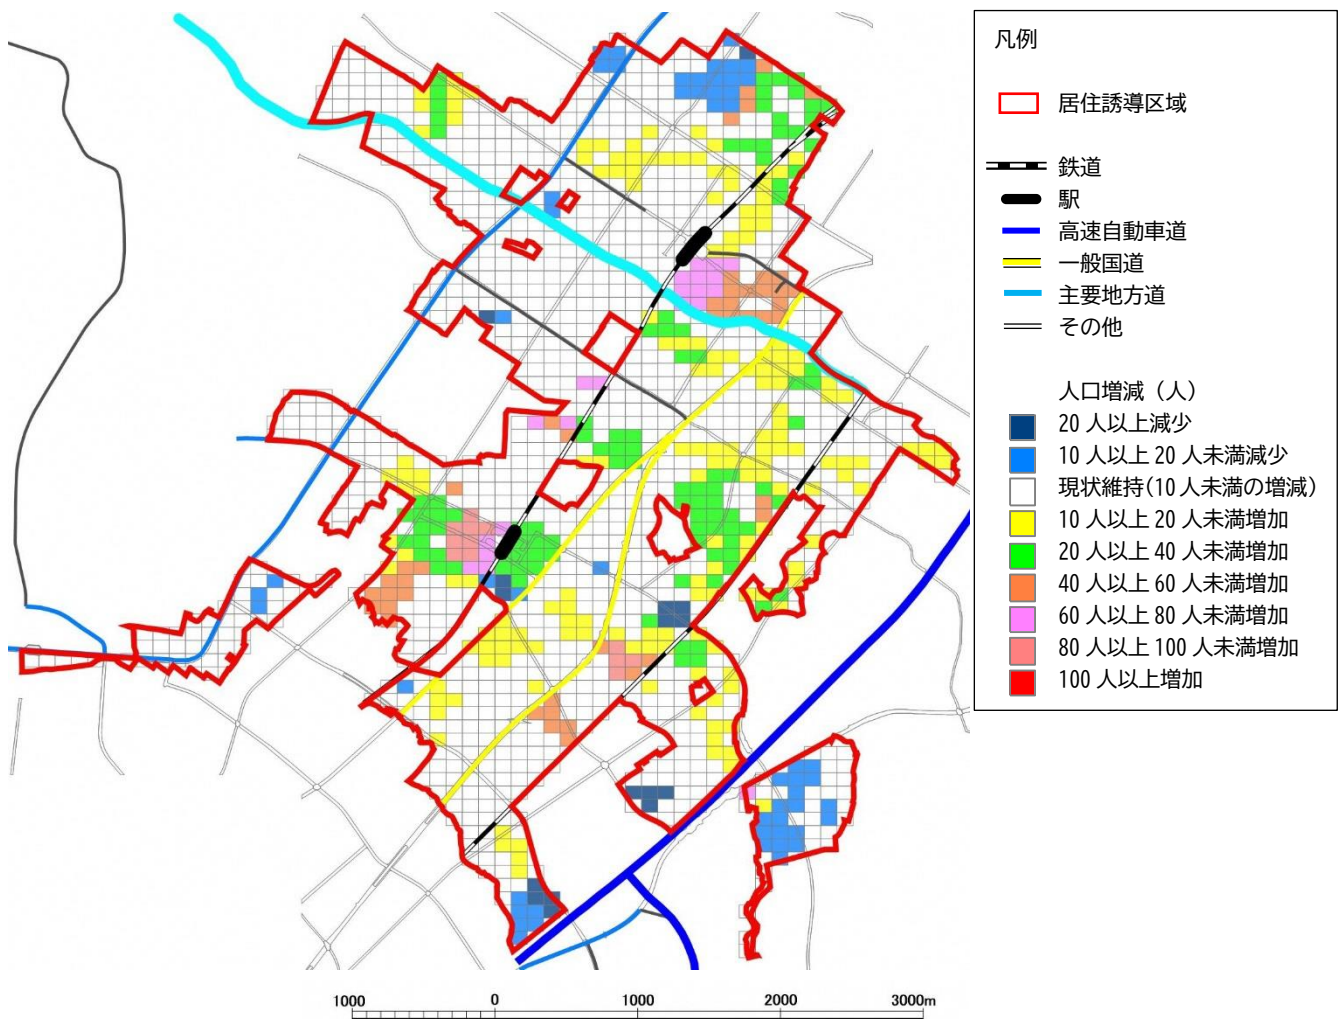 凡例
居住誘導区域
鉄道
駅
高速自動車道
一般国道
主要地方道
その他
人口増減（人）
20 人以上減少
10 人以上 20 人未満減少
現状維持(10 人未満の増減)
10 人以上 20 人未満増加
20 人以上 40 人未満増加
40 人以上 60 人未満増加
60 人以上 80 人未満増加
80 人以上 100 人未満増加
100 人以上増加
1000 0 1000 2000 3000m